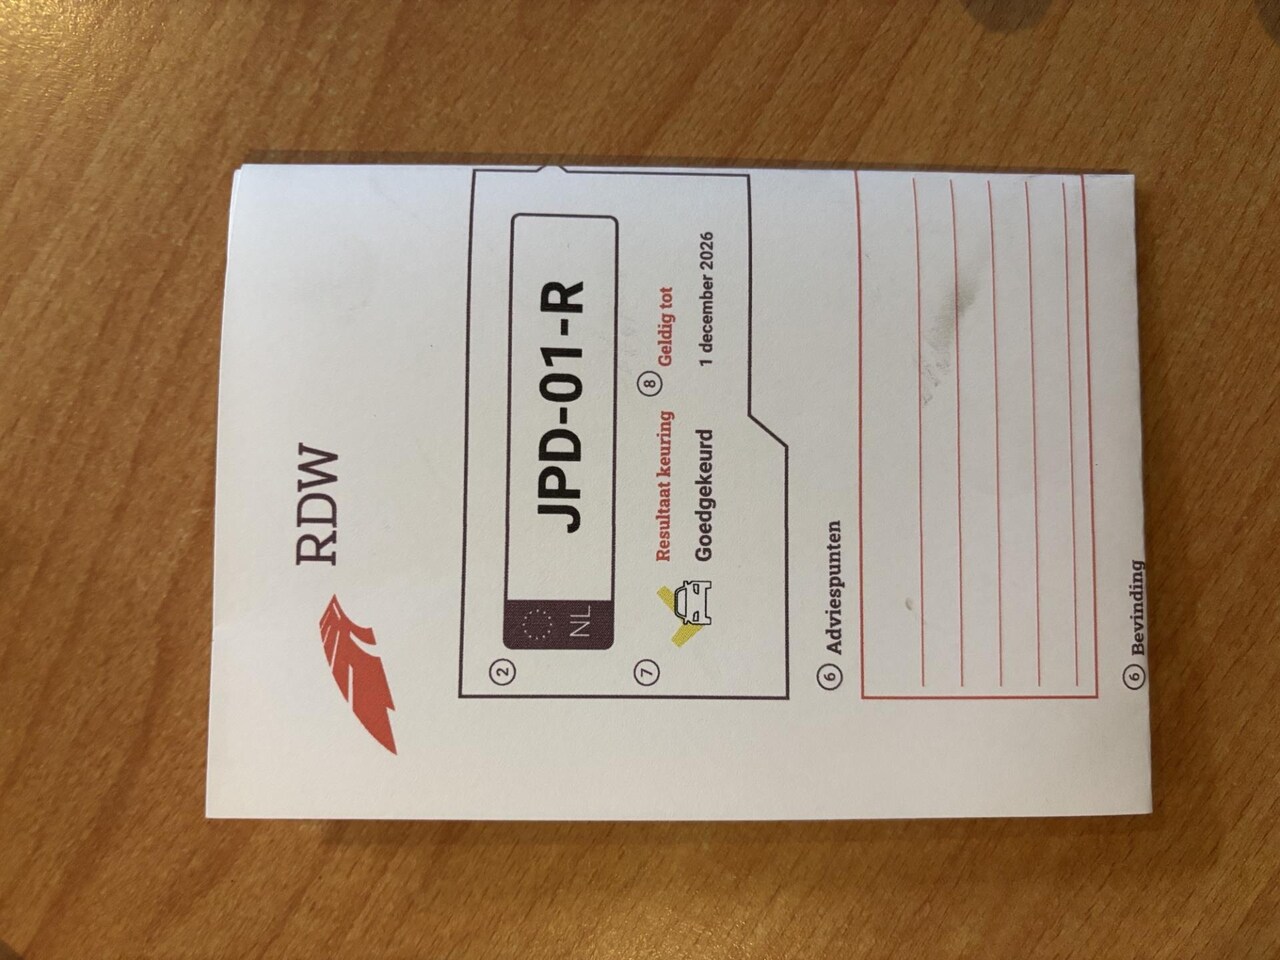 RDW
2
NL
JPD-01-R
7 Resultaat keuring 8 Geldig tot
Goedgekeurd 1 december 2026
6 Adviespunten
6 Bevinding